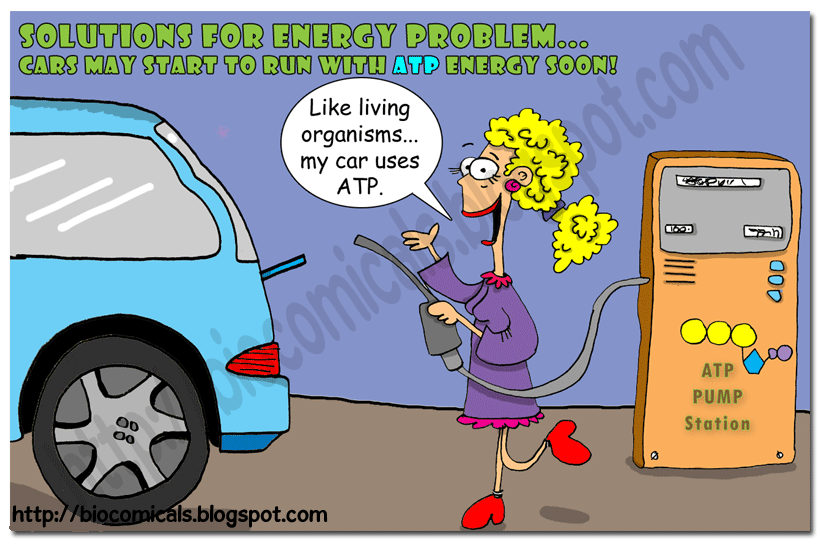 SOLUTIONS FOR ENERGY PROBLEM...
CARS MAY START TO RUN WITH ATP ENERGY SOON!
Like living
organisms...
my car uses
ATP.
ATP
PUMP
Station
http://biocomicals.blogspot.com